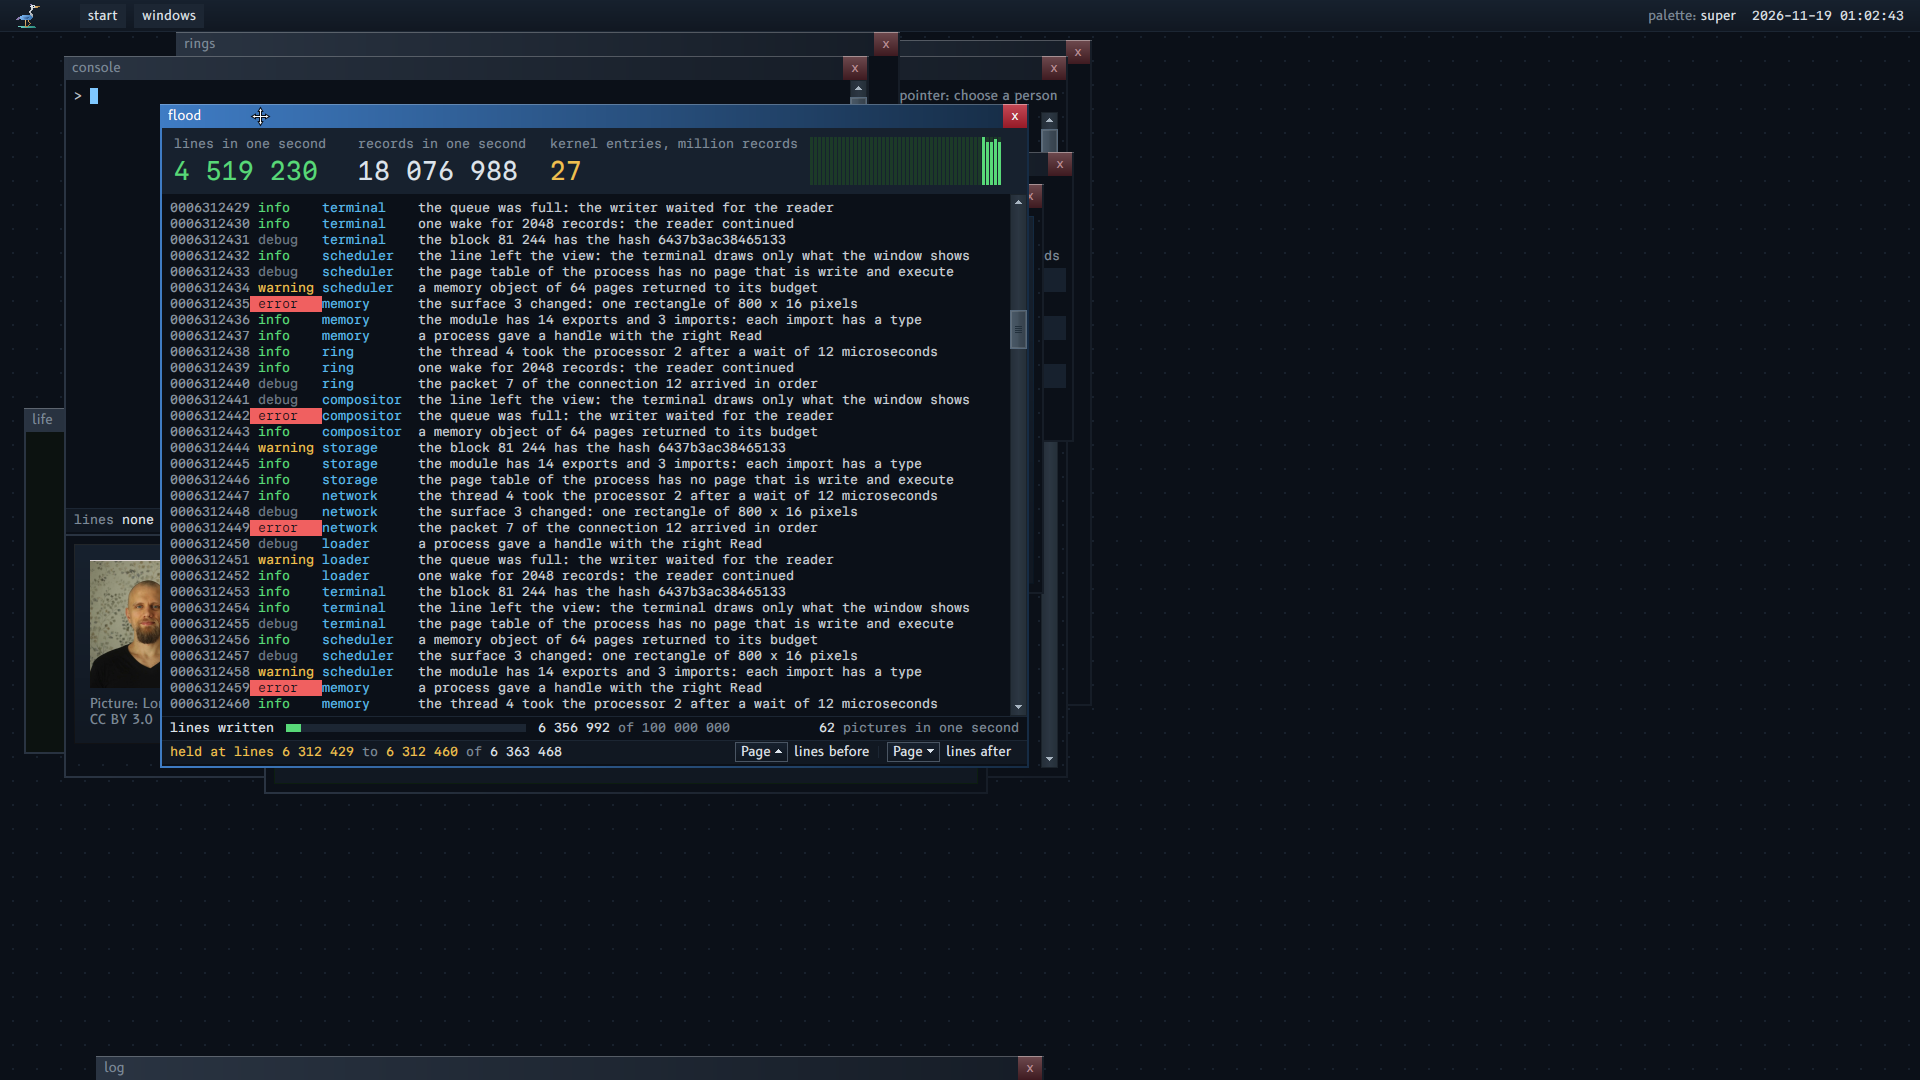 start windows palette: super 2026-11-19 01:02:43
rings x
x
console x
x
> pointer: choose a person
flood x
lines in one second records in one second kernel entries, million records
4 519 230 18 076 988 27
x
x
0006312429 info terminal the queue was full: the writer waited for the reader
0006312430 info terminal one wake for 2048 records: the reader continued
0006312431 debug terminal the block 81 244 has the hash 6437b3ac38465133
0006312432 info scheduler the line left the view: the terminal draws only what the window shows
ds
0006312433 debug scheduler the page table of the process has no page that is write and execute
0006312434 warning scheduler a memory object of 64 pages returned to its budget
0006312435 error memory the surface 3 changed: one rectangle of 800 x 16 pixels
0006312436 info memory the module has 14 exports and 3 imports: each import has a type
0006312437 info memory a process gave a handle with the right Read
0006312438 info ring the thread 4 took the processor 2 after a wait of 12 microseconds
0006312439 info ring one wake for 2048 records: the reader continued
0006312440 debug ring the packet 7 of the connection 12 arrived in order
0006312441 debug compositor the line left the view: the terminal draws only what the window shows
0006312442 error compositor the queue was full: the writer waited for the reader
life
0006312443 info compositor a memory object of 64 pages returned to its budget
0006312444 warning storage the block 81 244 has the hash 6437b3ac38465133
0006312445 info storage the module has 14 exports and 3 imports: each import has a type
0006312446 info storage the page table of the process has no page that is write and execute
0006312447 info network the thread 4 took the processor 2 after a wait of 12 microseconds
0006312448 debug network the surface 3 changed: one rectangle of 800 x 16 pixels
lines none
0006312449 error network the packet 7 of the connection 12 arrived in order
0006312450 debug loader a process gave a handle with the right Read
0006312451 warning loader the queue was full: the writer waited for the reader
0006312452 info loader one wake for 2048 records: the reader continued
0006312453 info terminal the block 81 244 has the hash 6437b3ac38465133
0006312454 info terminal the line left the view: the terminal draws only what the window shows
0006312455 debug terminal the page table of the process has no page that is write and execute
0006312456 info scheduler a memory object of 64 pages returned to its budget
0006312457 debug scheduler the surface 3 changed: one rectangle of 800 x 16 pixels
0006312458 warning scheduler the module has 14 exports and 3 imports: each import has a type
0006312459 error memory a process gave a handle with the right Read
0006312460 info memory the thread 4 took the processor 2 after a wait of 12 microseconds
Picture: Lo
CC BY 3.0
lines written 6 356 992 of 100 000 000 62 pictures in one second
held at lines 6 312 429 to 6 312 460 of 6 363 468 Page lines before Page lines after
log x